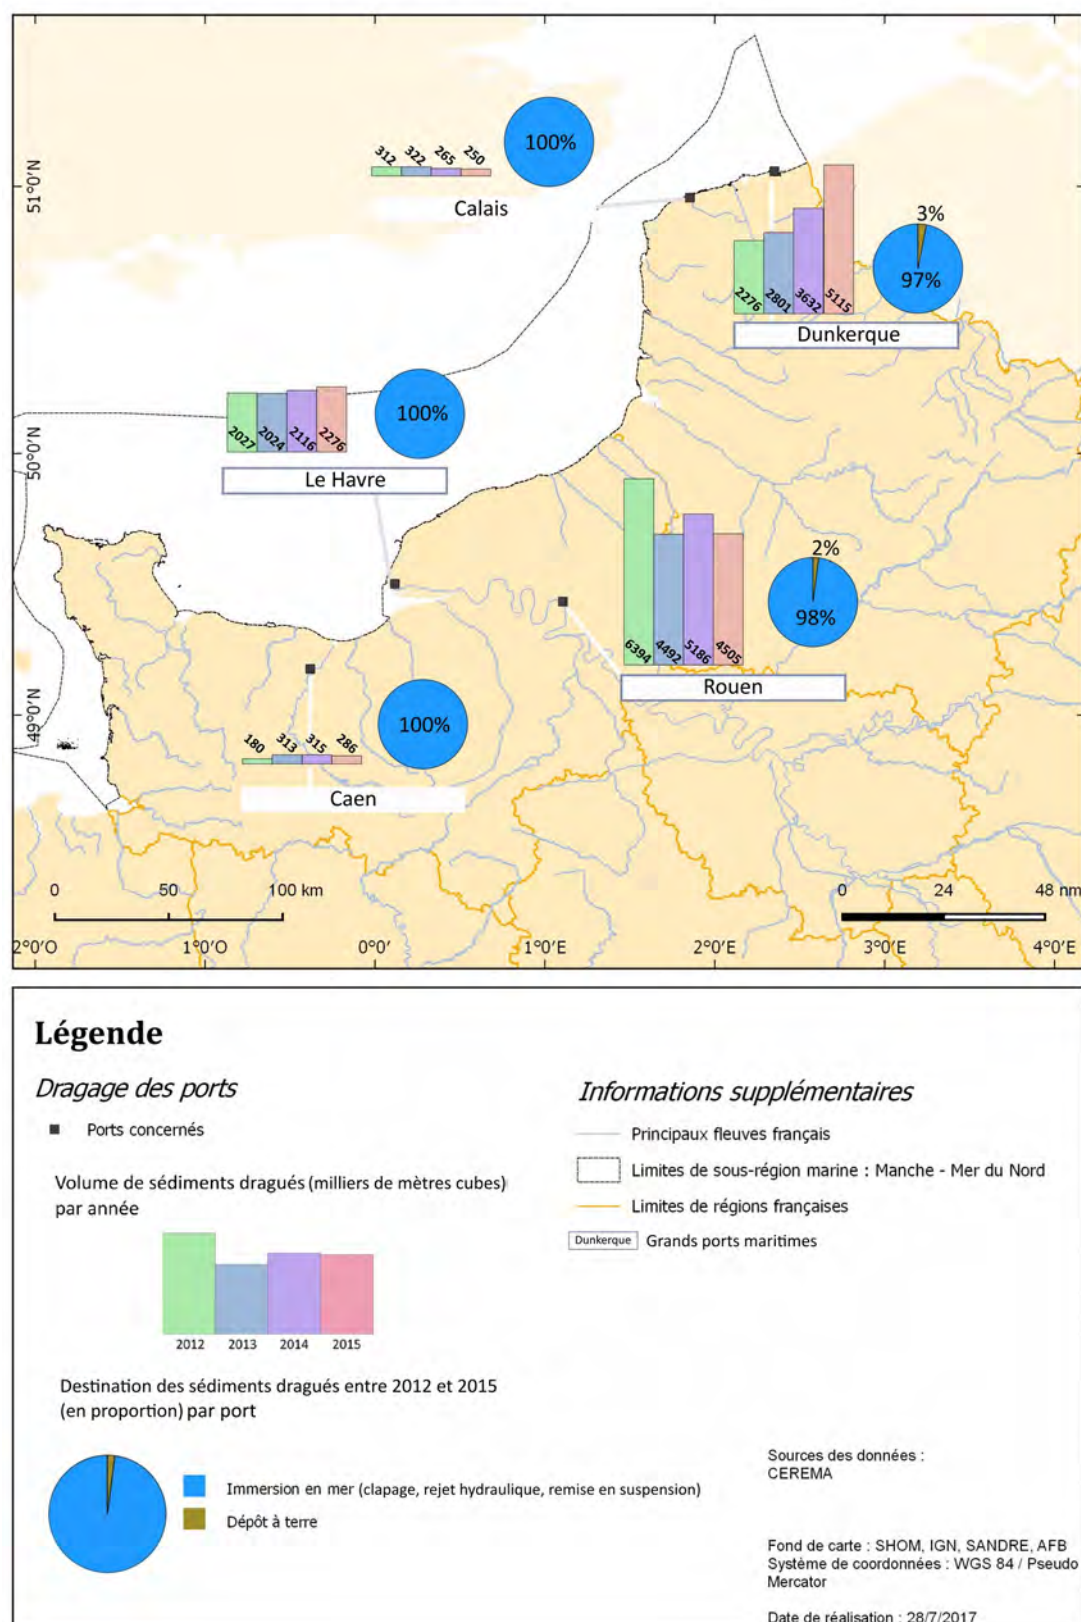 312 322 265 250
100%
Calais
51°0'N
3%
97%
2276 2801 3632 5115
Dunkerque
100%
2027 2024 2116 2276
Le Havre
50°0'N
2%
98%
6394 4492 5186 4505
Rouen
100%
180 313 315 286
Caen
49°0'N
0 50 100 km
0 24 48 nm
2°0'O 1°0'O 0°0' 1°0'E 2°0'E 3°0'E 4°0'E
Légende
Dragage des ports
Ports concernés
Volume de sédiments dragués (milliers de mètres cubes)
par année
2012 2013 2014 2015
Destination des sédiments dragués entre 2012 et 2015
(en proportion) par port
Immersion en mer (clapage, rejet hydraulique, remise en suspension)
Dépôt à terre
Informations supplémentaires
Principaux fleuves français
Limites de sous-région marine : Manche - Mer du Nord
Limites de régions françaises
Dunkerque Grands ports maritimes
Sources des données :
CEREMA
Fond de carte : SHOM, IGN, SANDRE, AFB
Système de coordonnées : WGS 84 / Pseudo
Mercator
Date de réalisation : 28/7/2017